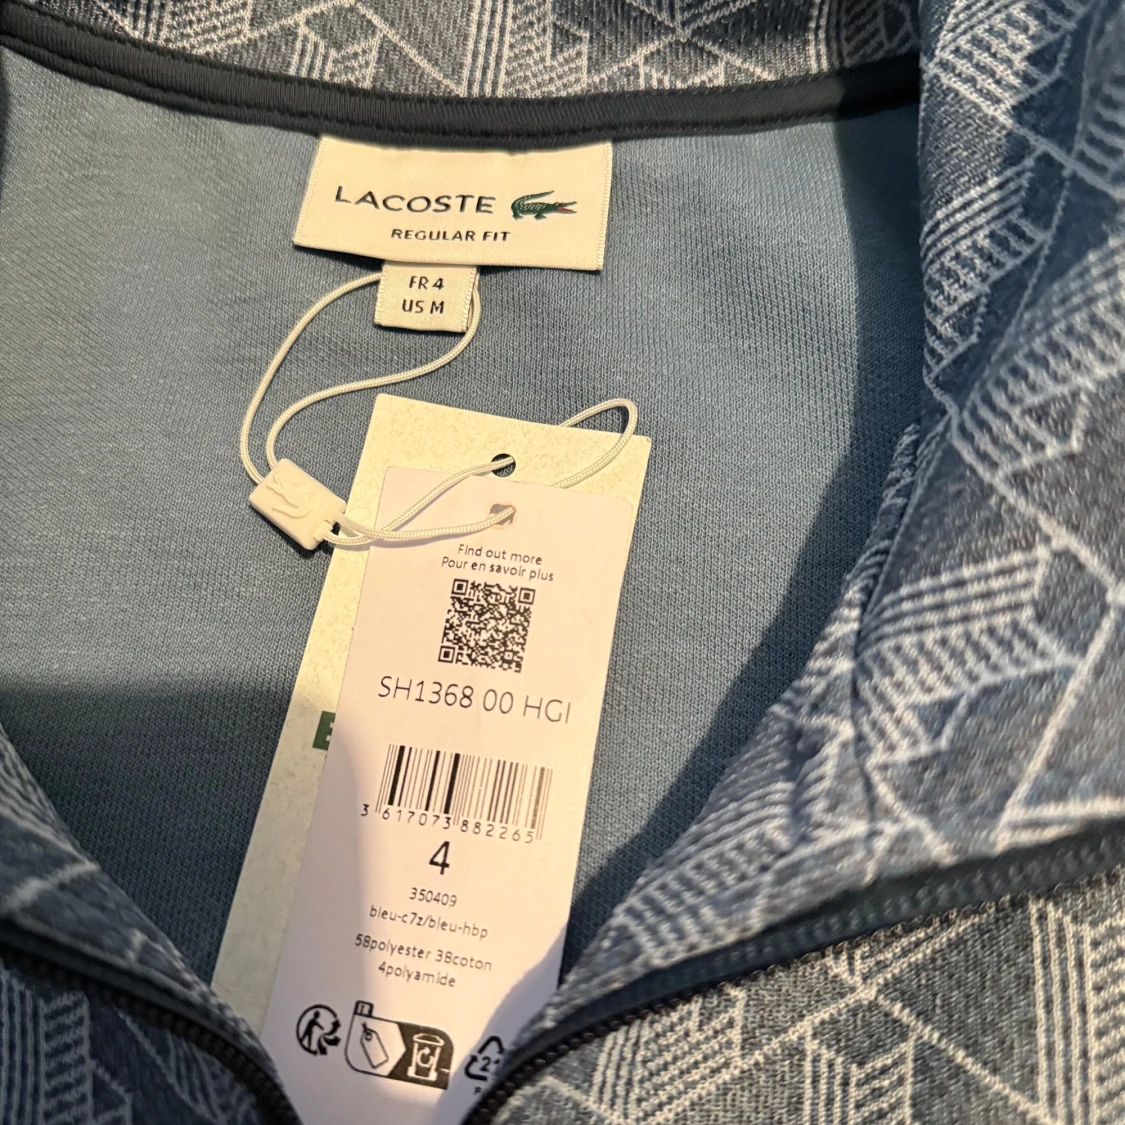 LACOSTE
REGULAR FIT
FR 4
US M
Find out more
Pour en savoir plus
SH1368 00 HGI
3 617073 882265
4
350409
bleu-c7z/bleu-hbp
58polyester 38coton
4polyamide
FR